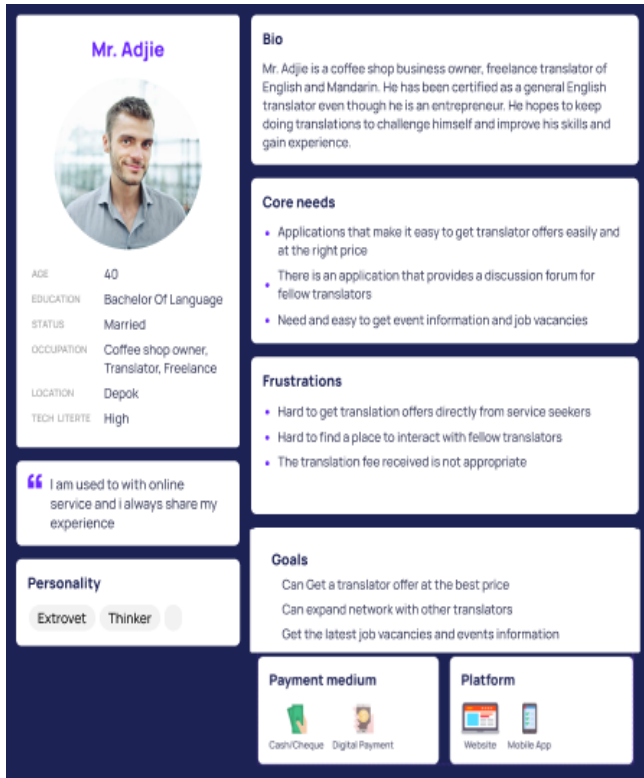 Mr. Adjie
AGE 40
EDUCATION Bachelor Of Language
STATUS Married
OCCUPATION Coffee shop owner,
Translator, Freelance
LOCATION Depok
TECH LITERTE High
I am used to with online
service and i always share my
experience
Personality
Extrovet Thinker
Bio
Mr. Adjie is a coffee shop business owner, freelance translator of
English and Mandarin. He has been certified as a general English
translator even though he is an entrepreneur. He hopes to keep
doing translations to challenge himself and improve his skills and
gain experience.
Core needs
Applications that make it easy to get translator offers easily and
at the right price
There is an application that provides a discussion forum for
fellow translators
Need and easy to get event information and job vacancies
Frustrations
Hard to get translation offers directly from service seekers
Hard to find a place to interact with fellow translators
The translation fee received is not appropriate
Goals
Can Get a translator offer at the best price
Can expand network with other translators
Get the latest job vacancies and events information
Payment medium
Cash/Cheque Digital Payment
Platform
Website Mobile App